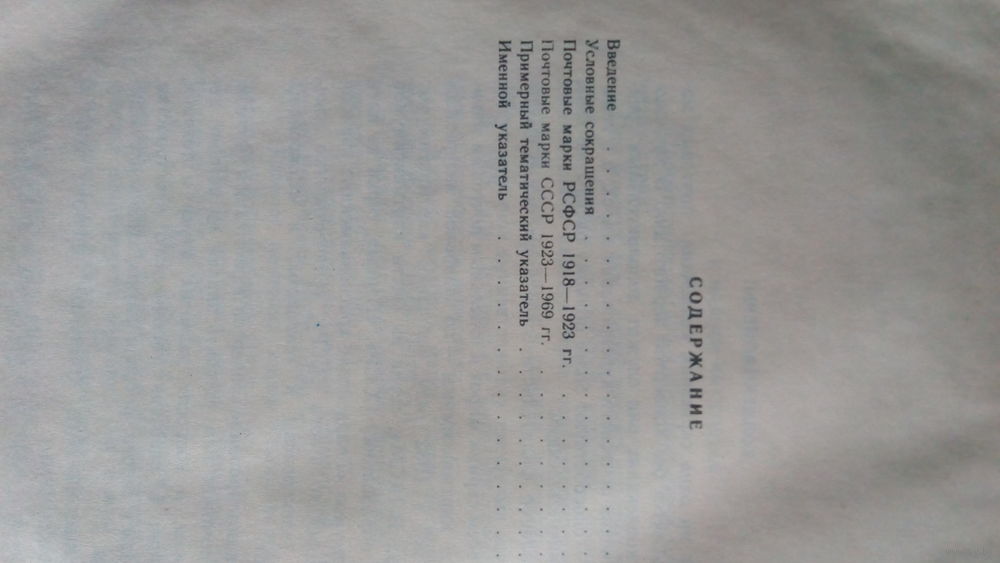 СОДЕРЖАНИЕ
Введение . . . . . . . . . .
Условные сокращения . . . . . . . .
Почтовые марки РСФСР 1918—1923 гг. . . . . .
Почтовые марки СССР 1923—1969 гг. . . . . .
Примерный тематический указатель . . . . . .
Именной указатель . . . . . . . .